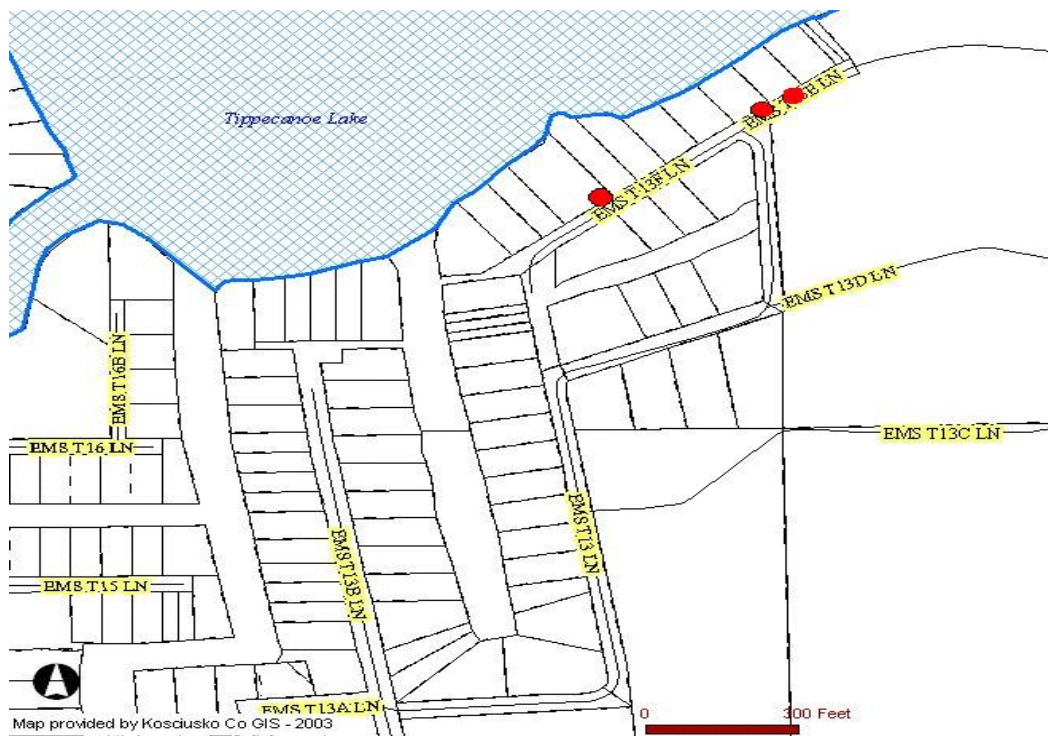 Tippecanoe Lake
EMS T13F LN
EMS T13D LN
EMS T16B LN
EMS T13C LN
EMS T16 LN
EMS T13 LN
EMS T13B LN
EMS T15 LN
EMS T13A LN
0 300 Feet
Map provided by Kosciusko Co GIS - 2003